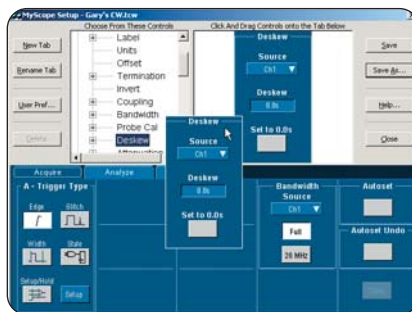 MyScope Setup - Gary's CW.tcw
Choose From These Controls
Click And Drag Controls onto the Tab Below
New Tab
Rename Tab
User Pref...
Delete
Label
Units
Offset
Termination
Invert
Coupling
Bandwidth
Probe Cal
Deskew
Attenuation
Deskew
Source
Ch1
Deskew
0.0s
Set to 0.0s
Save
Save As...
Help...
Close
Deskew
Source
Ch1
Deskew
0.0s
Set to 0.0s
Acquire
Analyze
A - Trigger Type
Edge
Glitch
Width
State
Setup/Hold
Setup
Bandwidth
Source
Ch1
Full
20 MHz
Autoset
Autoset Undo